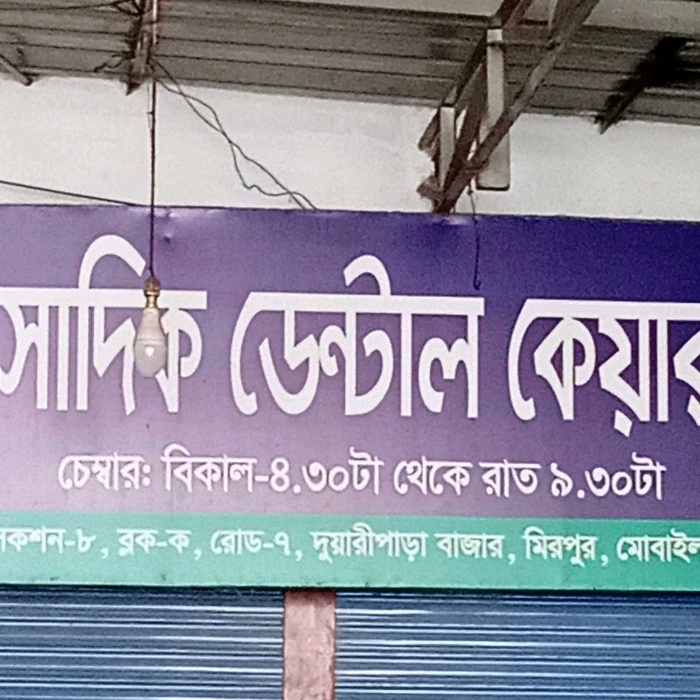 সাদিক ডেন্টাল কেয়ার
চেম্বারঃ বিকাল-৪.৩০টা থেকে রাত ৯.৩০টা
সেকশন-৮, ব্লক-ক, রোড-৭, দুয়ারীপাড়া বাজার, মিরপুর, মোবাইল